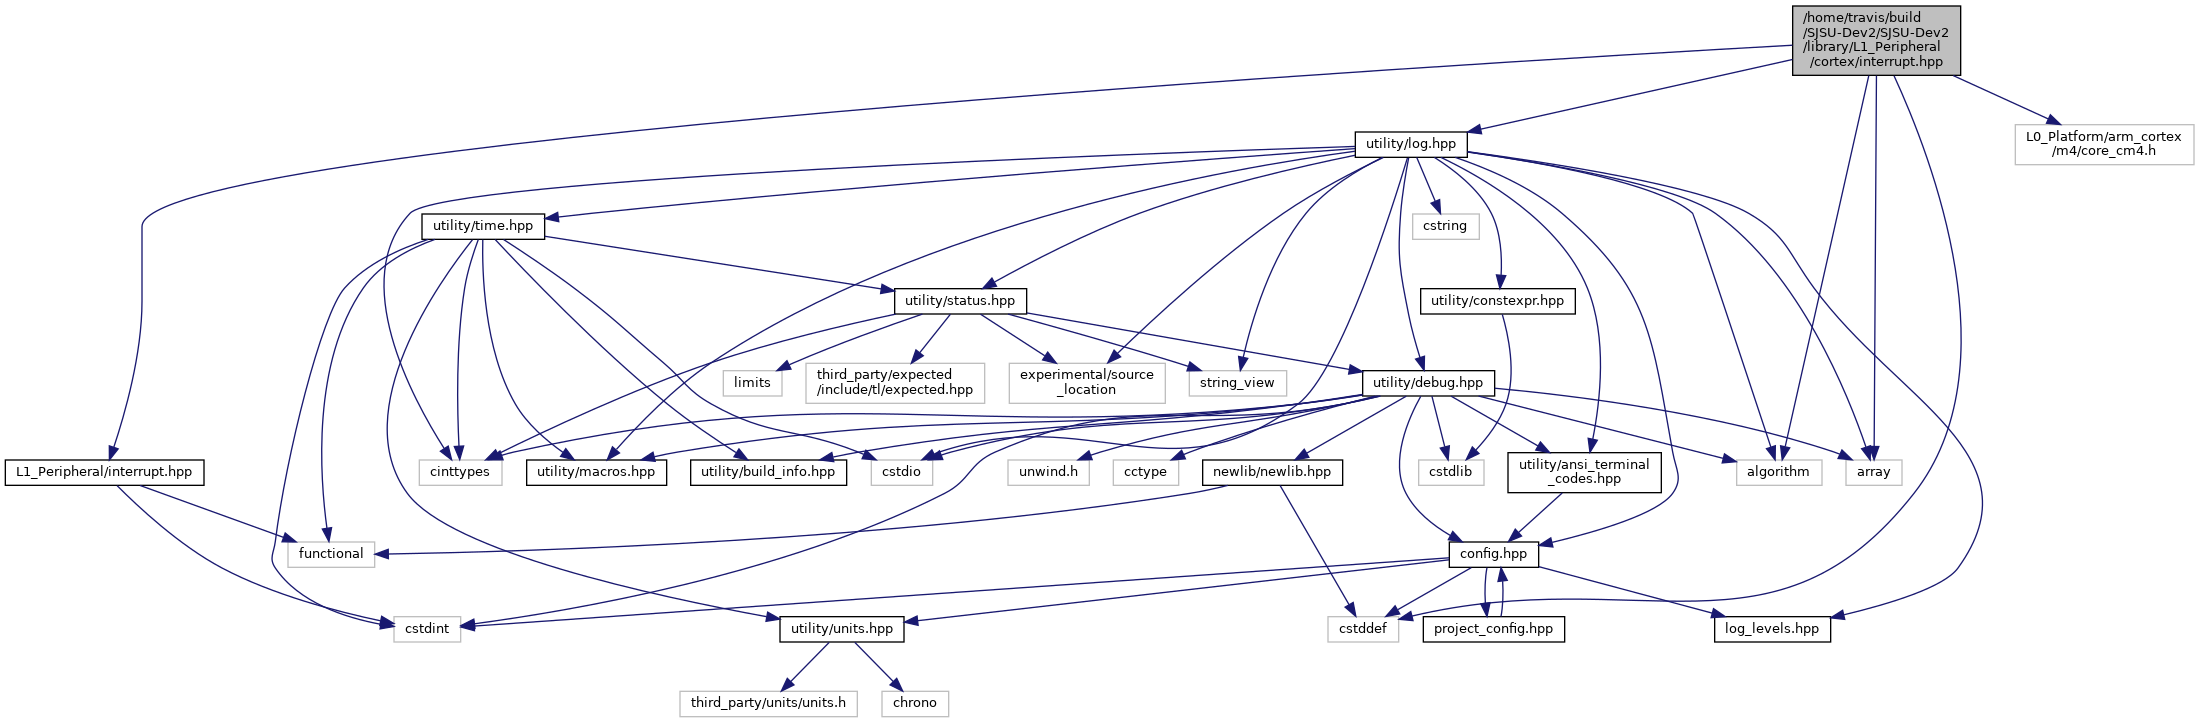 /home/travis/build
/SJSU-Dev2/SJSU-Dev2
/library/L1_Peripheral
/cortex/interrupt.hpp
utility/log.hpp
L0_Platform/arm_cortex
/m4/core_cm4.h
utility/time.hpp
cstring
utility/status.hpp
utility/constexpr.hpp
limits
third_party/expected
/include/tl/expected.hpp
experimental/source
_location
string_view
utility/debug.hpp
L1_Peripheral/interrupt.hpp
cinttypes
utility/macros.hpp
utility/build_info.hpp
cstdio
unwind.h
cctype
newlib/newlib.hpp
cstdlib
utility/ansi_terminal
_codes.hpp
algorithm
array
functional
config.hpp
cstdint
utility/units.hpp
cstddef
project_config.hpp
log_levels.hpp
third_party/units/units.h
chrono